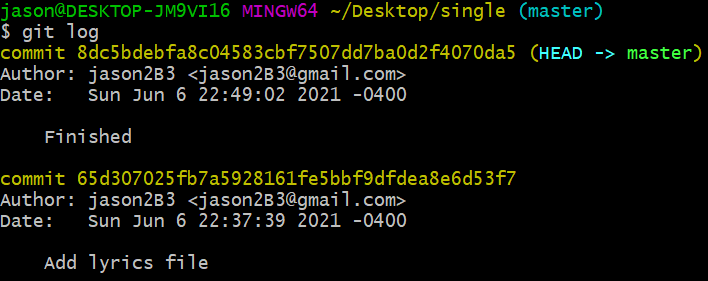 jason@DESKTOP-JM9VI16 MINGW64 ~/Desktop/single (master)
$ git log
commit 8dc5bdebfa8c04583cbf7507dd7ba0d2f4070da5 (HEAD -> master)
Author: jason2B3 <jason2B3@gmail.com>
Date:   Sun Jun 6 22:49:02 2021 -0400
    Finished
commit 65d307025fb7a5928161fe5bbf9dfdea8e6d53f7
Author: jason2B3 <jason2B3@gmail.com>
Date:   Sun Jun 6 22:37:39 2021 -0400
    Add lyrics file